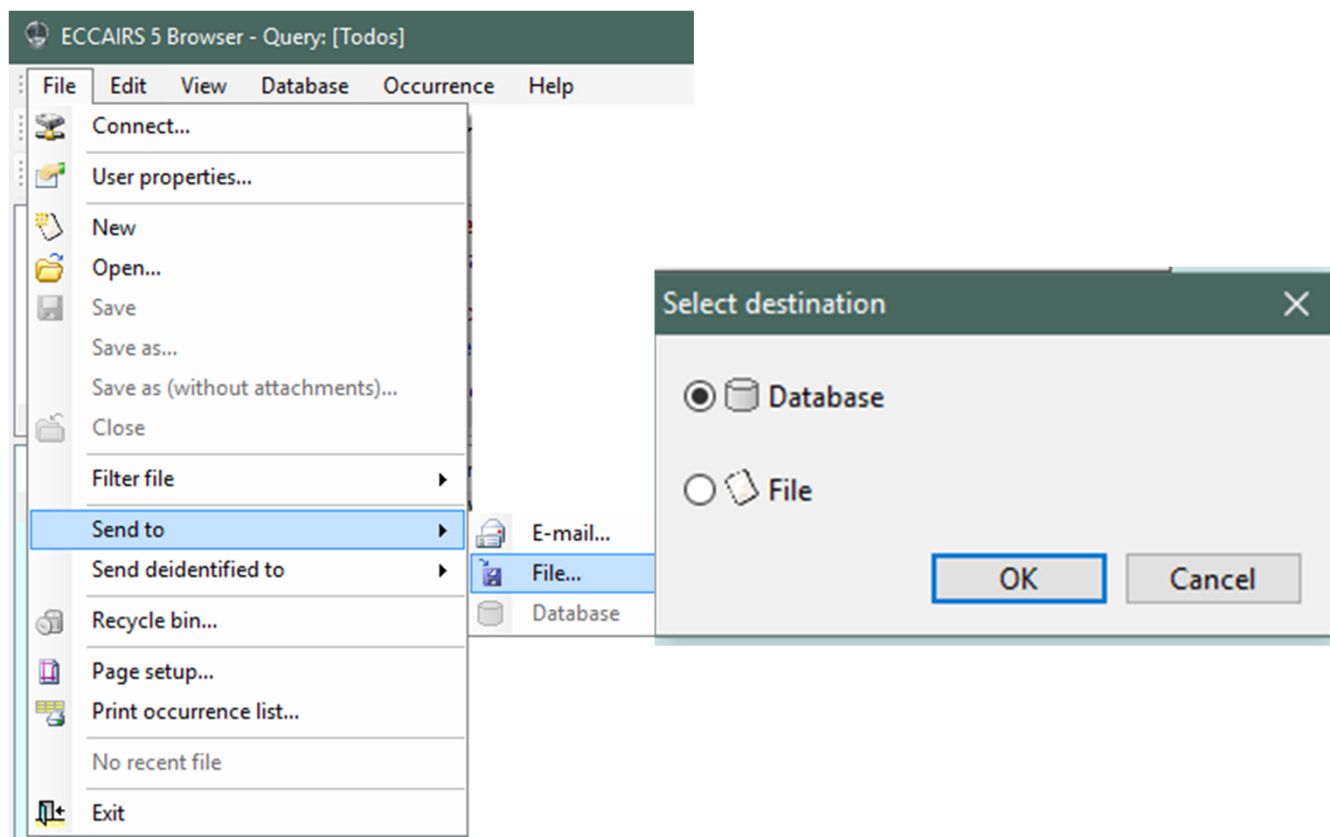 ECCAIRS 5 Browser - Query: [Todos]
File Edit View Database Occurrence Help
Connect...
User properties...
New
Open...
Save
Save as...
Save as (without attachments)...
Close
Filter file
Send to
Send deidentified to
Recycle bin...
Page setup...
Print occurrence list...
No recent file
Exit
E-mail...
File...
Database
Select destination
Database
File
OK Cancel